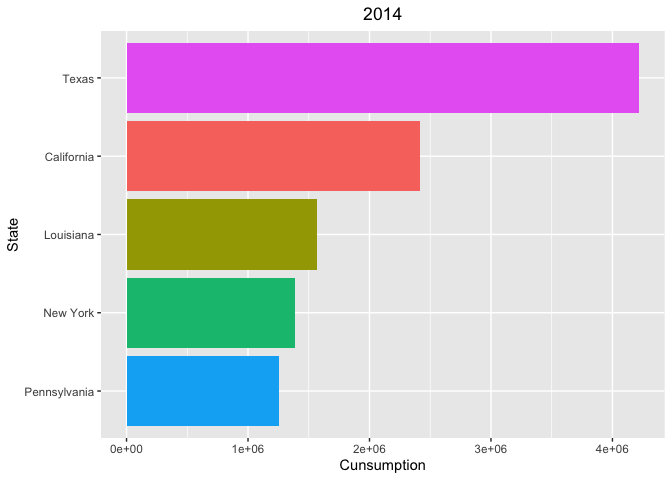 2014
State
Texas
California
Louisiana
New York
Pennsylvania
0e+00 1e+06 2e+06 3e+06 4e+06
Cunsumption